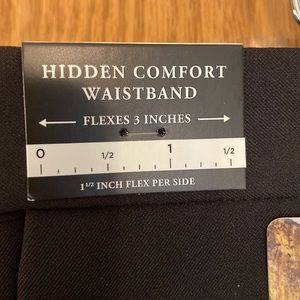 HIDDEN COMFORT
WAISTBAND
FLEXES 3 INCHES
0 1/2 1 1/2
1 1/2 INCH FLEX PER SIDE